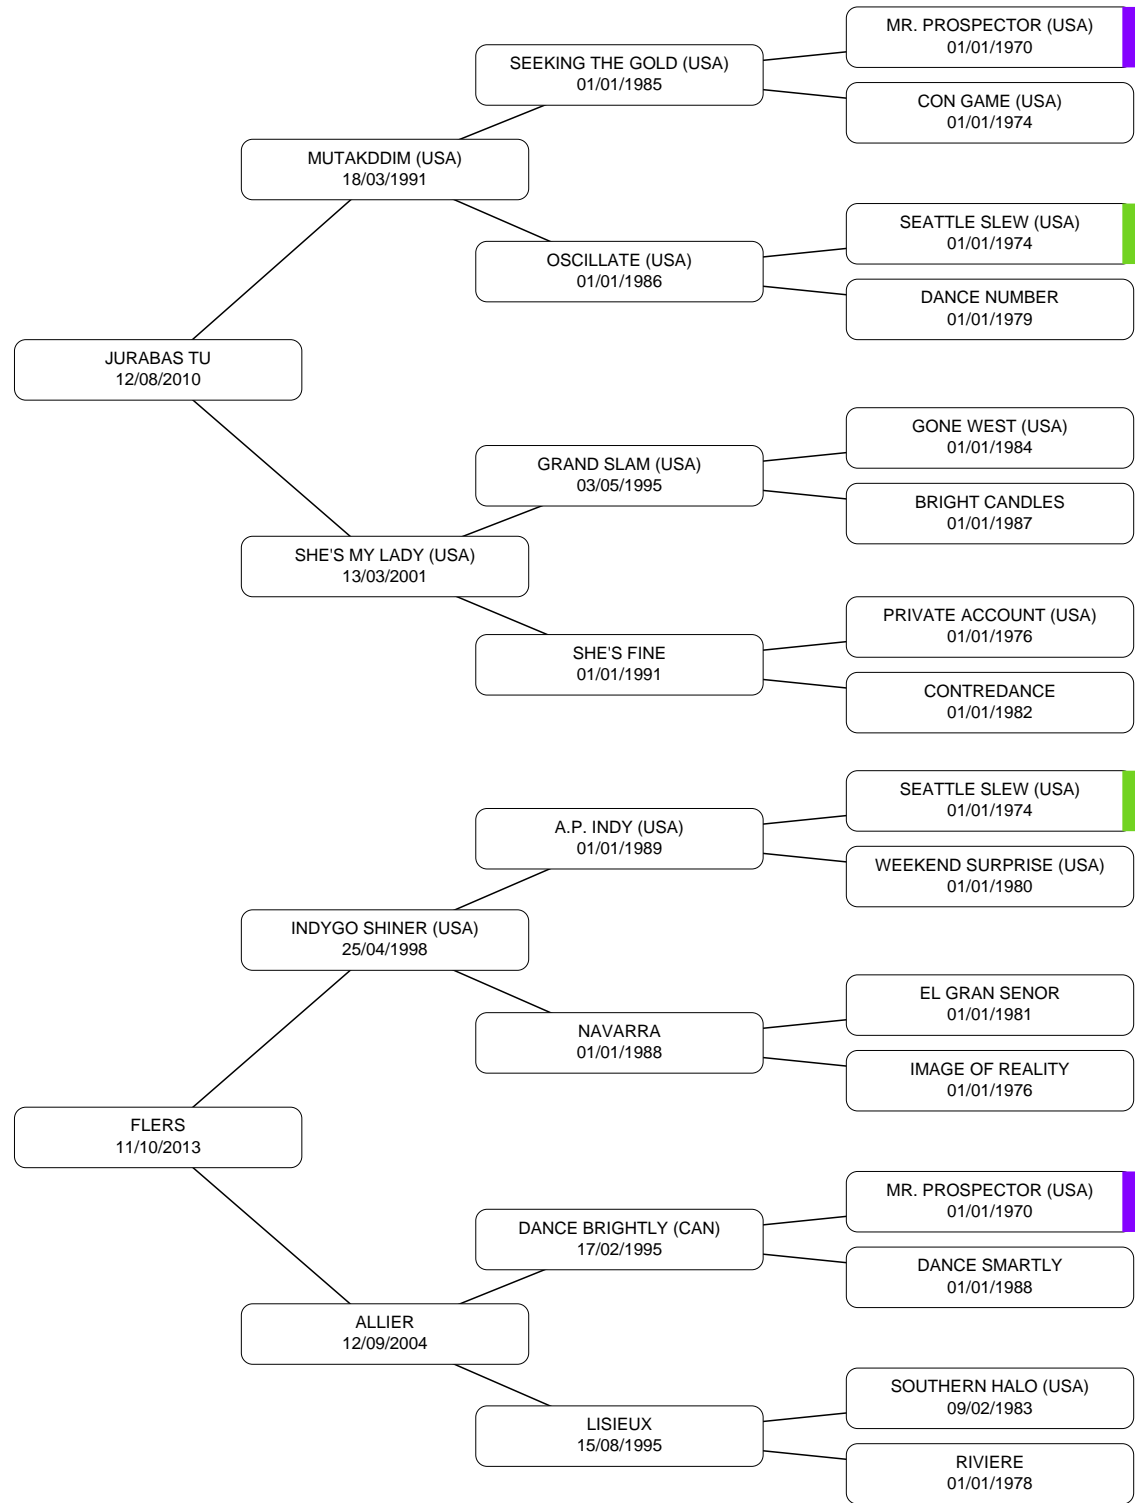 MR. PROSPECTOR (USA)
01/01/1970
SEEKING THE GOLD (USA)
01/01/1985
CON GAME (USA)
01/01/1974
MUTAKDDIM (USA)
18/03/1991
SEATTLE SLEW (USA)
01/01/1974
OSCILLATE (USA)
01/01/1986
DANCE NUMBER
01/01/1979
JURABAS TU
12/08/2010
GONE WEST (USA)
01/01/1984
GRAND SLAM (USA)
03/05/1995
BRIGHT CANDLES
01/01/1987
SHE'S MY LADY (USA)
13/03/2001
PRIVATE ACCOUNT (USA)
01/01/1976
SHE'S FINE
01/01/1991
CONTREDANCE
01/01/1982
SEATTLE SLEW (USA)
01/01/1974
A.P. INDY (USA)
01/01/1989
WEEKEND SURPRISE (USA)
01/01/1980
INDYGO SHINER (USA)
25/04/1998
EL GRAN SENOR
01/01/1981
NAVARRA
01/01/1988
IMAGE OF REALITY
01/01/1976
FLERS
11/10/2013
MR. PROSPECTOR (USA)
01/01/1970
DANCE BRIGHTLY (CAN)
17/02/1995
DANCE SMARTLY
01/01/1988
ALLIER
12/09/2004
SOUTHERN HALO (USA)
09/02/1983
LISIEUX
15/08/1995
RIVIERE
01/01/1978